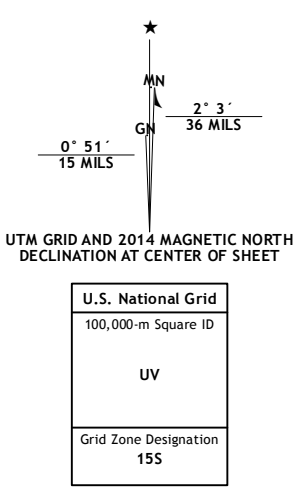 ★
MN
2° 3´
36 MILS
GN
0° 51´
15 MILS
UTM GRID AND 2014 MAGNETIC NORTH
DECLINATION AT CENTER OF SHEET
U.S. National Grid
100,000-m Square ID
UV
Grid Zone Designation
15S